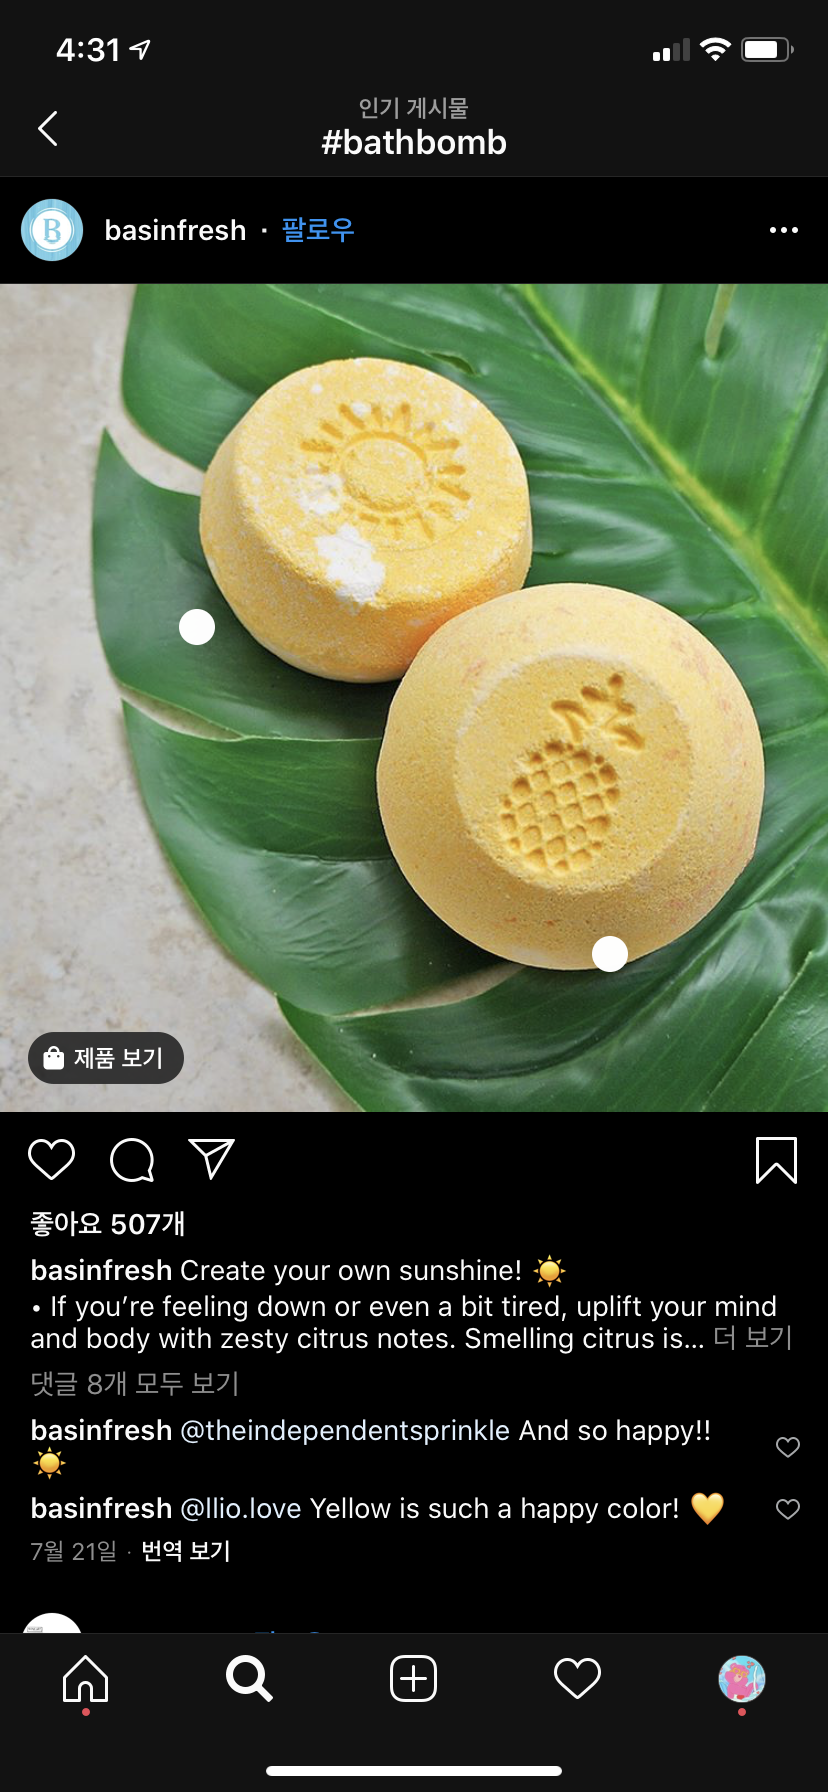 4:31
인기 게시물
#bathbomb
B
basinfresh · 팔로우
제품 보기
좋아요 507개
basinfresh Create your own sunshine! ☀️
• If you’re feeling down or even a bit tired, uplift your mind
and body with zesty citrus notes. Smelling citrus is... 더 보기
댓글 8개 모두 보기
basinfresh @theindependentsprinkle And so happy!!
☀️
basinfresh @llio.love Yellow is such a happy color! 💛
7월 21일 · 번역 보기